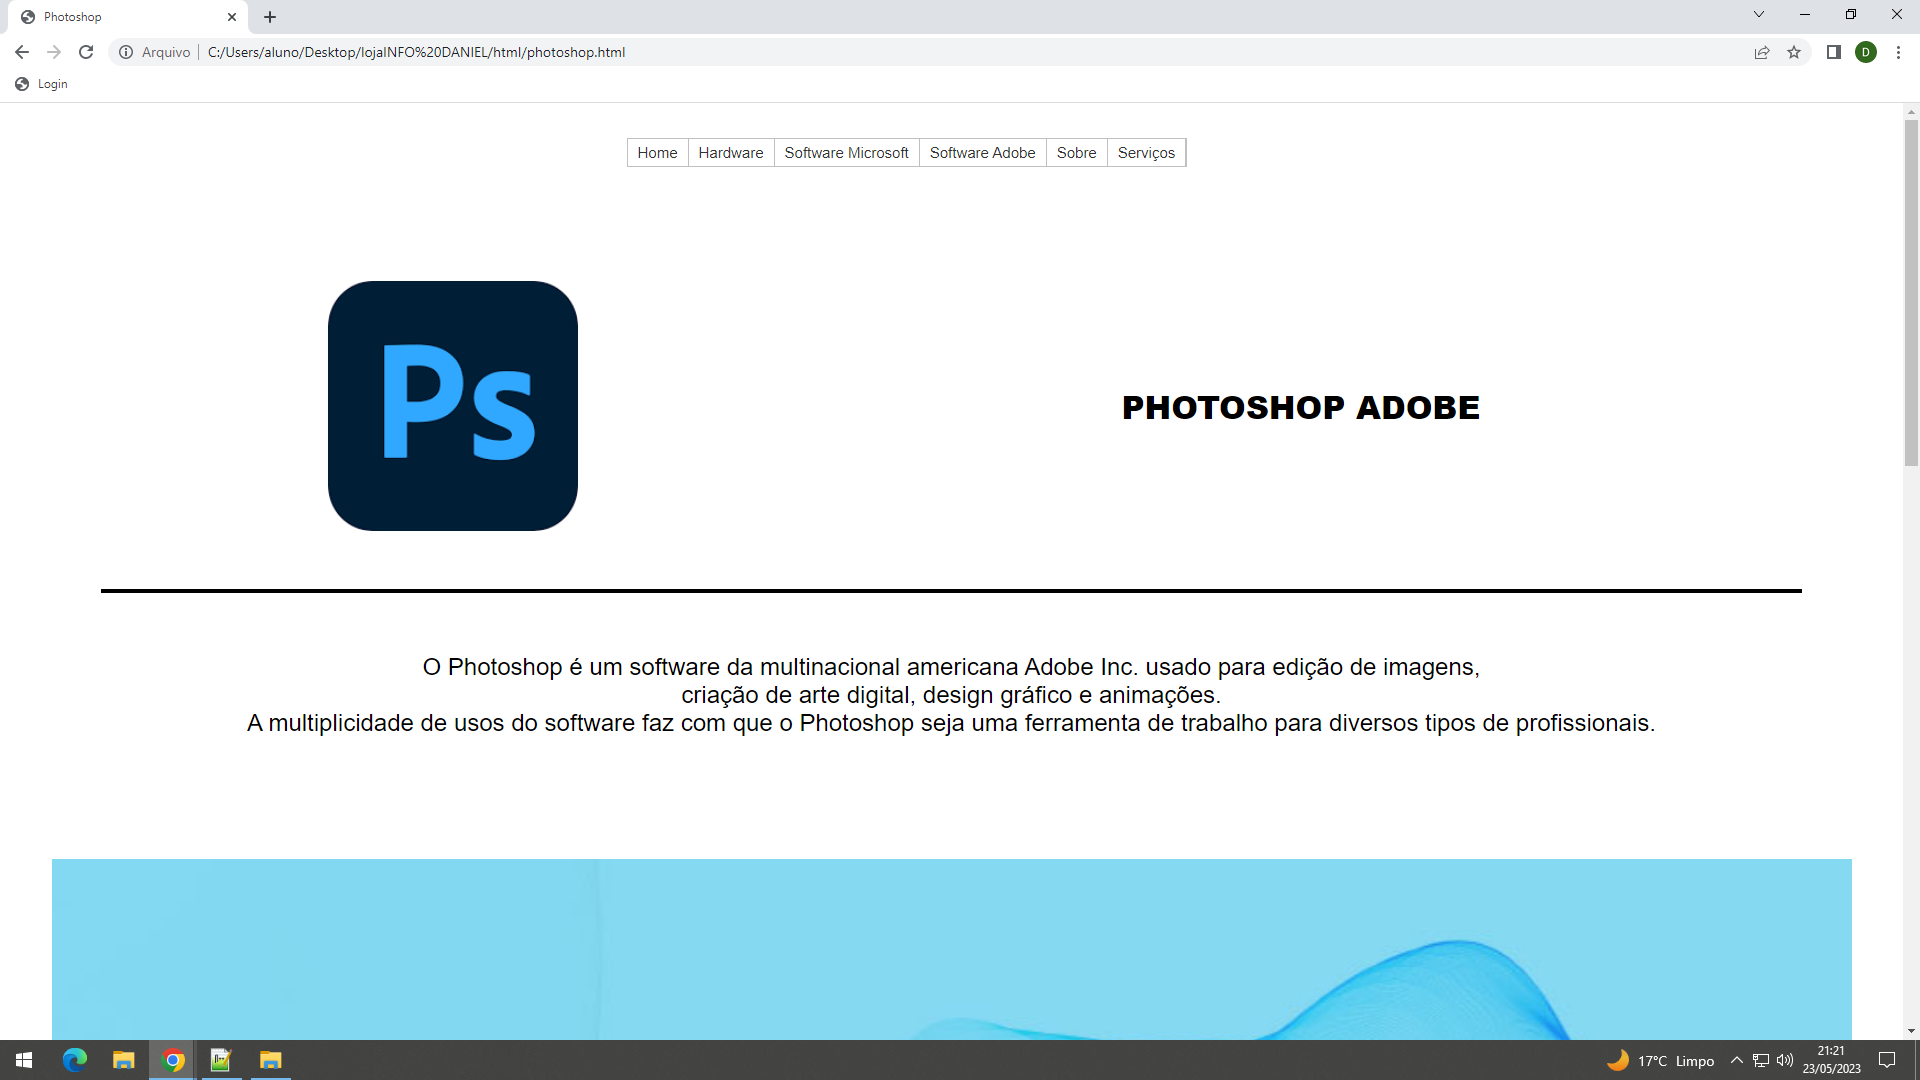 Photoshop
Arquivo C:/Users/aluno/Desktop/lojaINFO%20DANIEL/html/photoshop.html
D
Login
Home Hardware Software Microsoft Software Adobe Sobre Serviços
Ps
PHOTOSHOP ADOBE
O Photoshop é um software da multinacional americana Adobe Inc. usado para edição de imagens,
criação de arte digital, design gráfico e animações.
A multiplicidade de usos do software faz com que o Photoshop seja uma ferramenta de trabalho para diversos tipos de profissionais.
17°C Limpo
21:21
23/05/2023